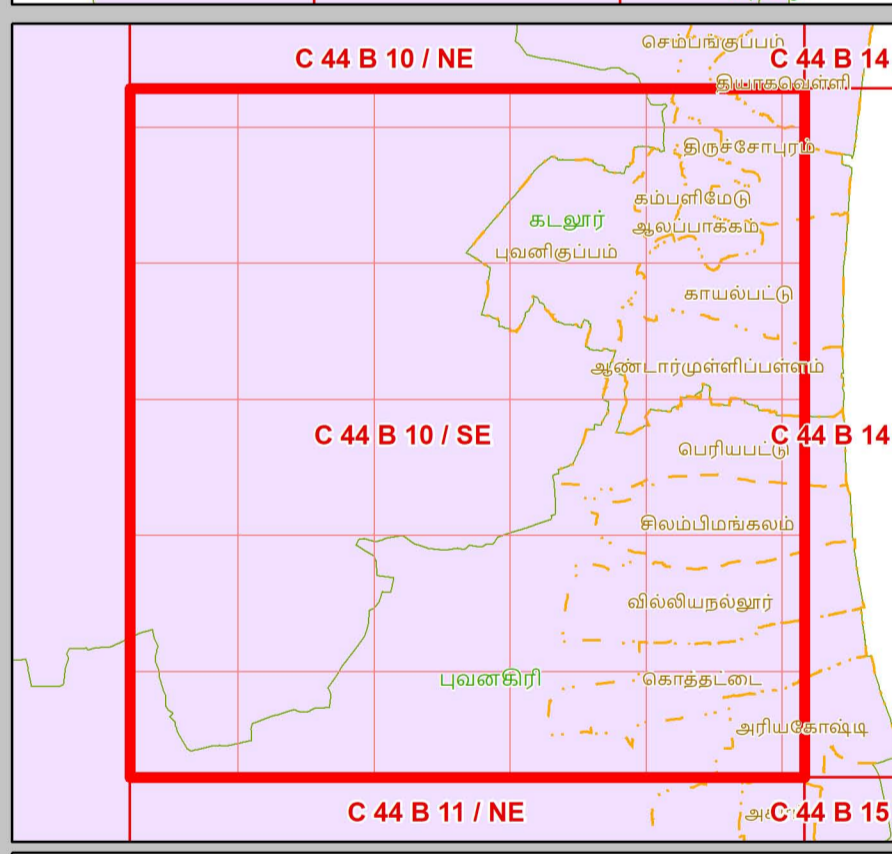 செம்பங்குப்பம்
C 44 B 10 / NE
C 44 B 14
தியாகவெள்ளி
திருச்சோபுரம்
கம்பளிமேடு
கடலூர்
ஆலப்பாக்கம்
புவனிகுப்பம்
காயல்பட்டு
ஆண்டார்முள்ளிப்பள்ளம்
C 44 B 10 / SE
C 44 B 14
பெரியபட்டு
சிலம்பிமங்கலம்
வில்லியநல்லூர்
புவனகிரி
கொத்தட்டை
அரியகோஷ்டி
C 44 B 11 / NE
C 44 B 15